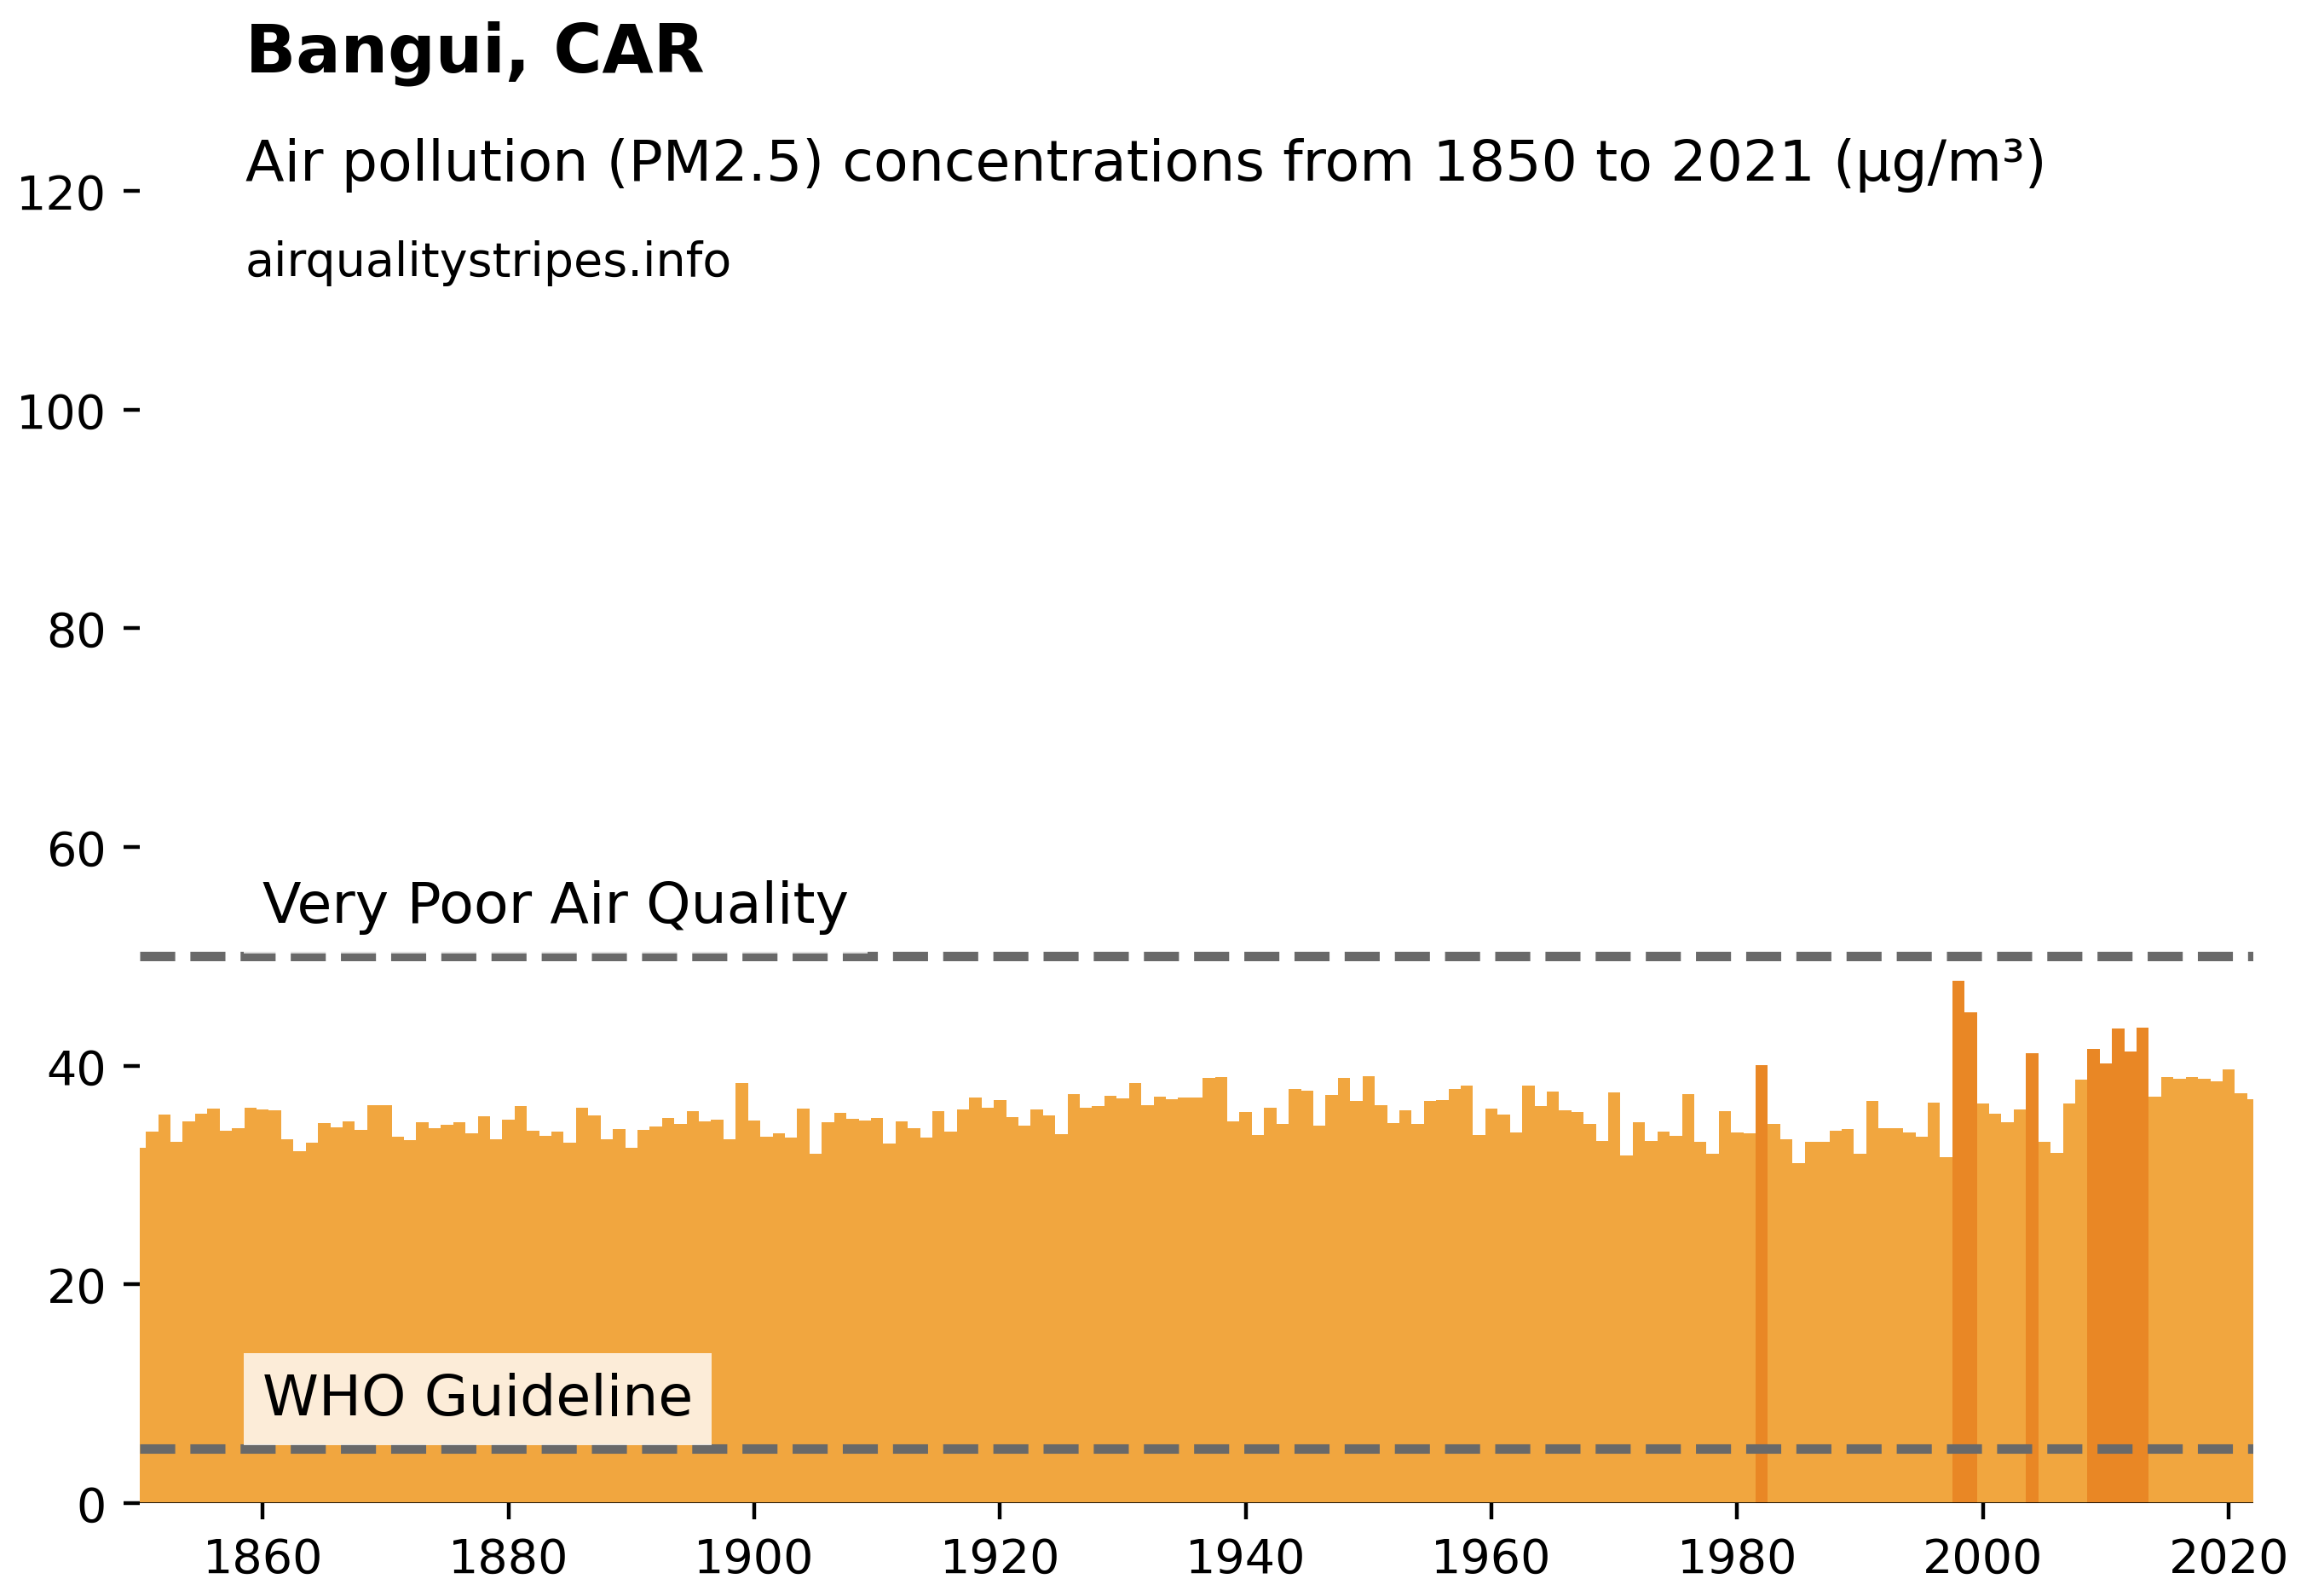 Bangui, CAR
Air pollution (PM2.5) concentrations from 1850 to 2021 (µg/m³)
120
airqualitystripes.info
100
80
60
Very Poor Air Quality
40
20
WHO Guideline
0
1860 1880 1900 1920 1940 1960 1980 2000 2020